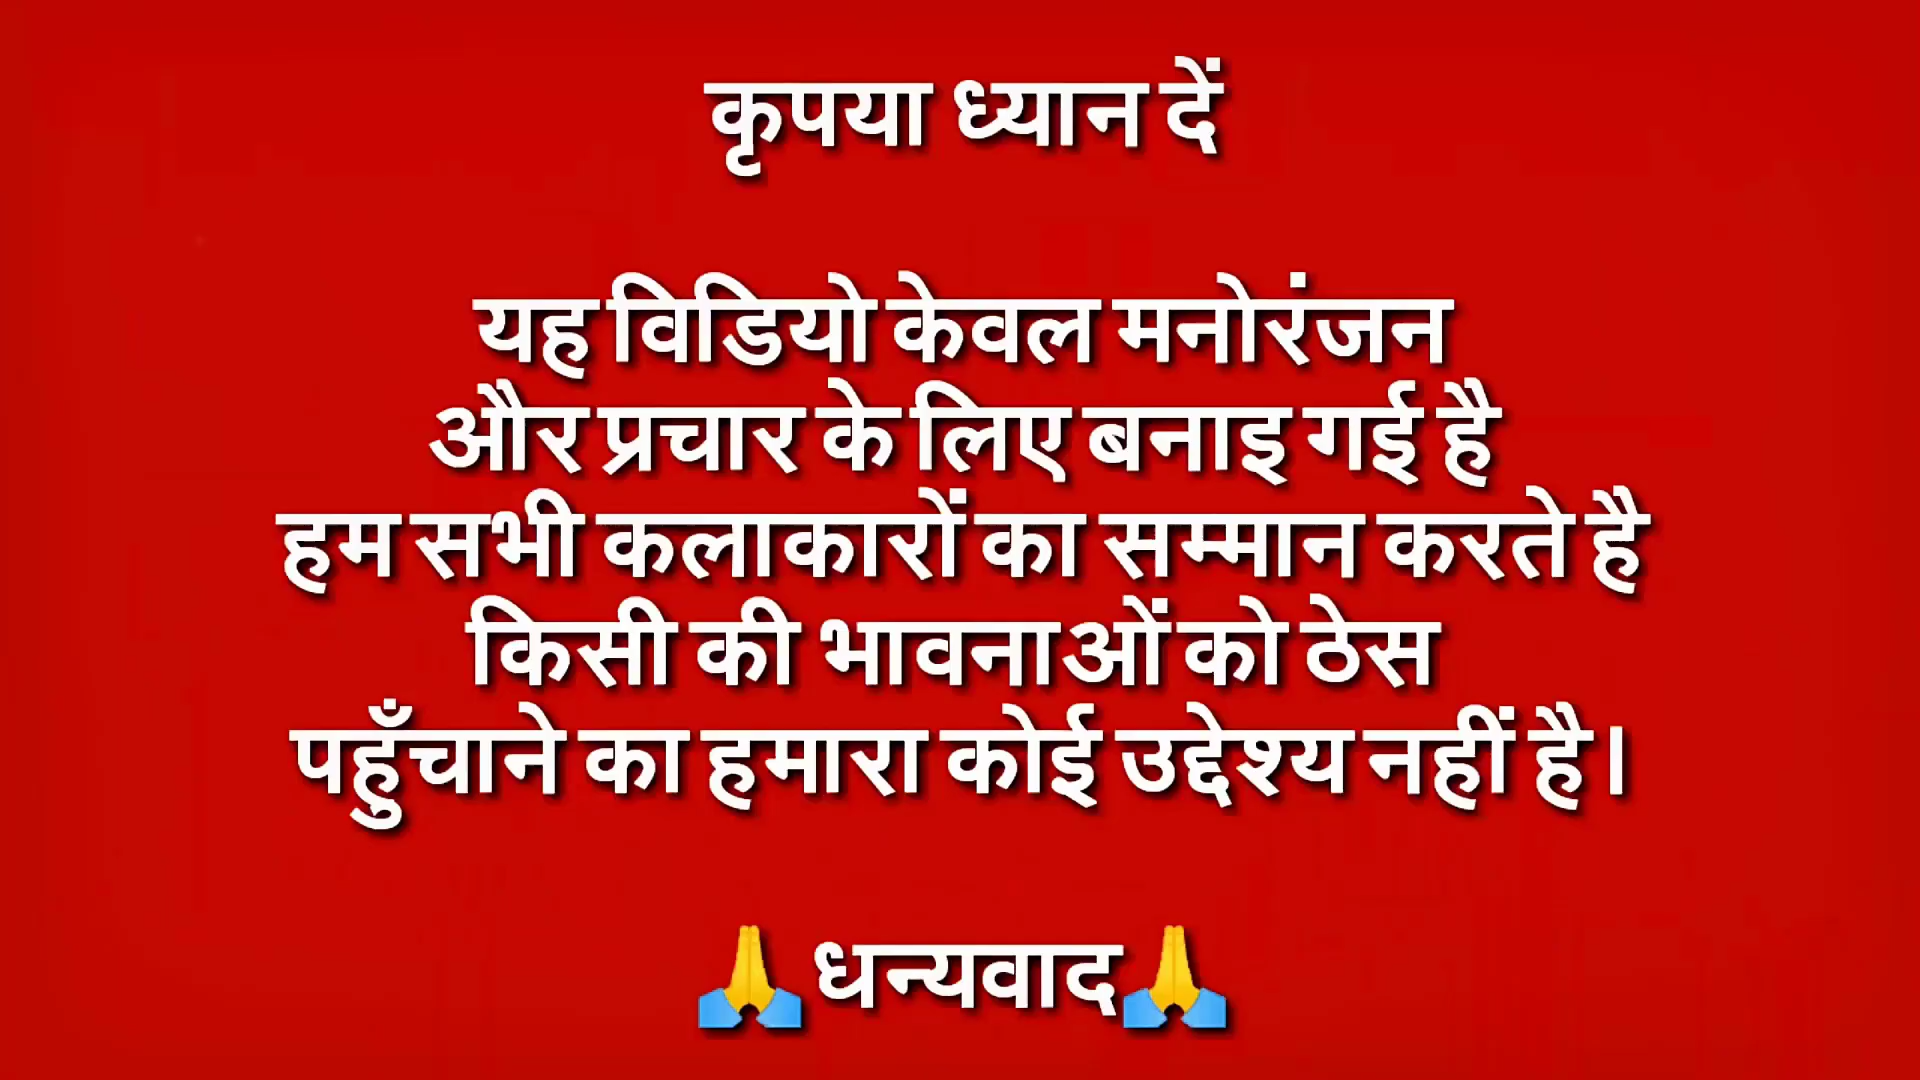 कृपया ध्यान दें
यह विडियो केवल मनोरंजन
और प्रचार के लिए बनाइ गई है
हम सभी कलाकारों का सम्मान करते है
किसी की भावनाओं को ठेस
पहुँचाने का हमारा कोई उद्देश्य नहीं है।
🙏धन्यवाद🙏